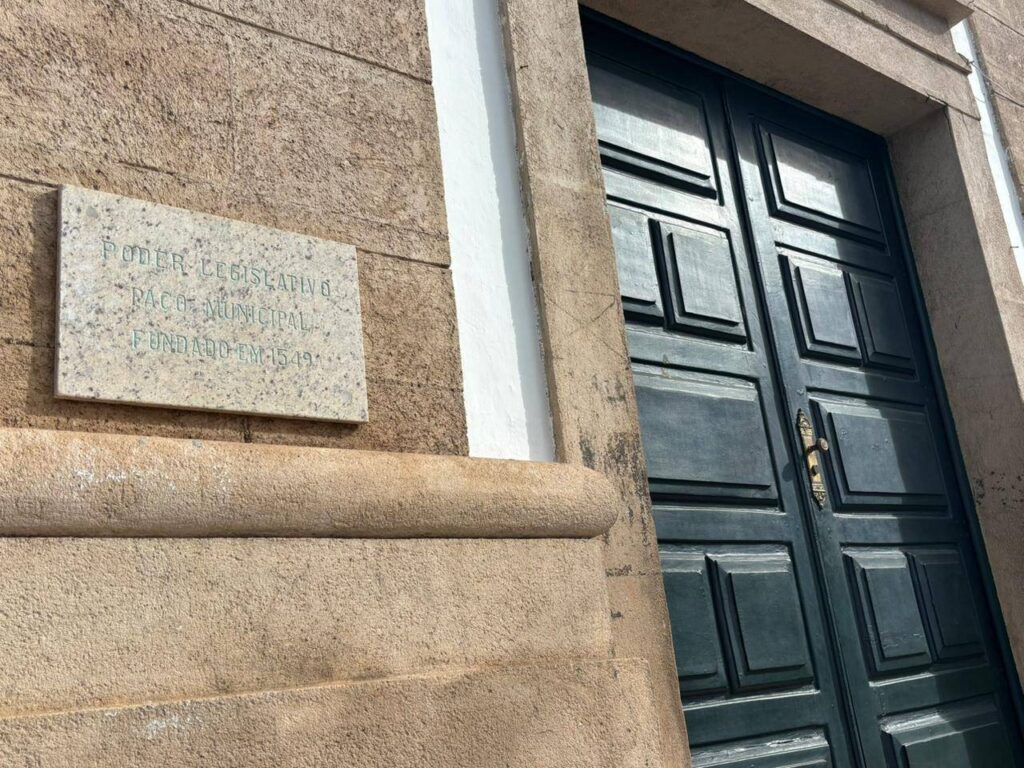 PODER LEGISLATIVO
PAÇO MUNICIPAL
FUNDADO EM 1549